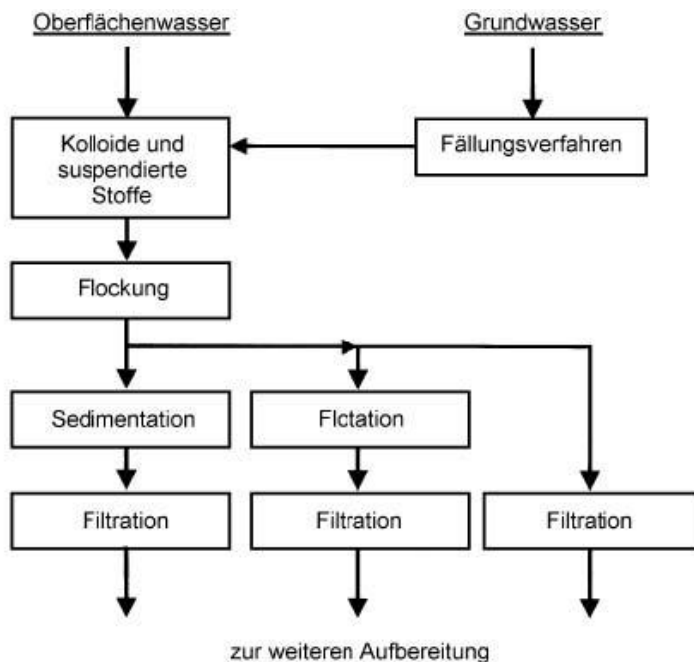 Oberflächenwasser
Grundwasser
Kolloide und
suspendierte
Stoffe
Fällungsverfahren
Flockung
Sedimentation
Flctation
Filtration
Filtration
Filtration
zur weiteren Aufbereitung